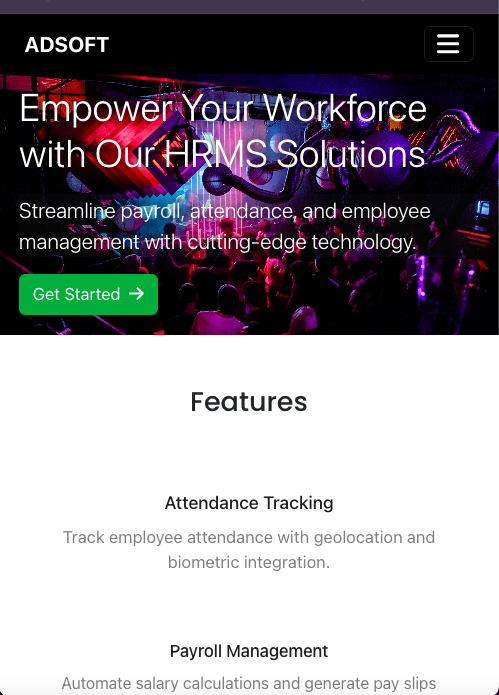 ADSOFT
Empower Your Workforce
with Our HRMS Solutions
Streamline payroll, attendance, and employee
management with cutting-edge technology.
Get Started →
Features
Attendance Tracking
Track employee attendance with geolocation and
biometric integration.
Payroll Management
Automate salary calculations and generate pay slips